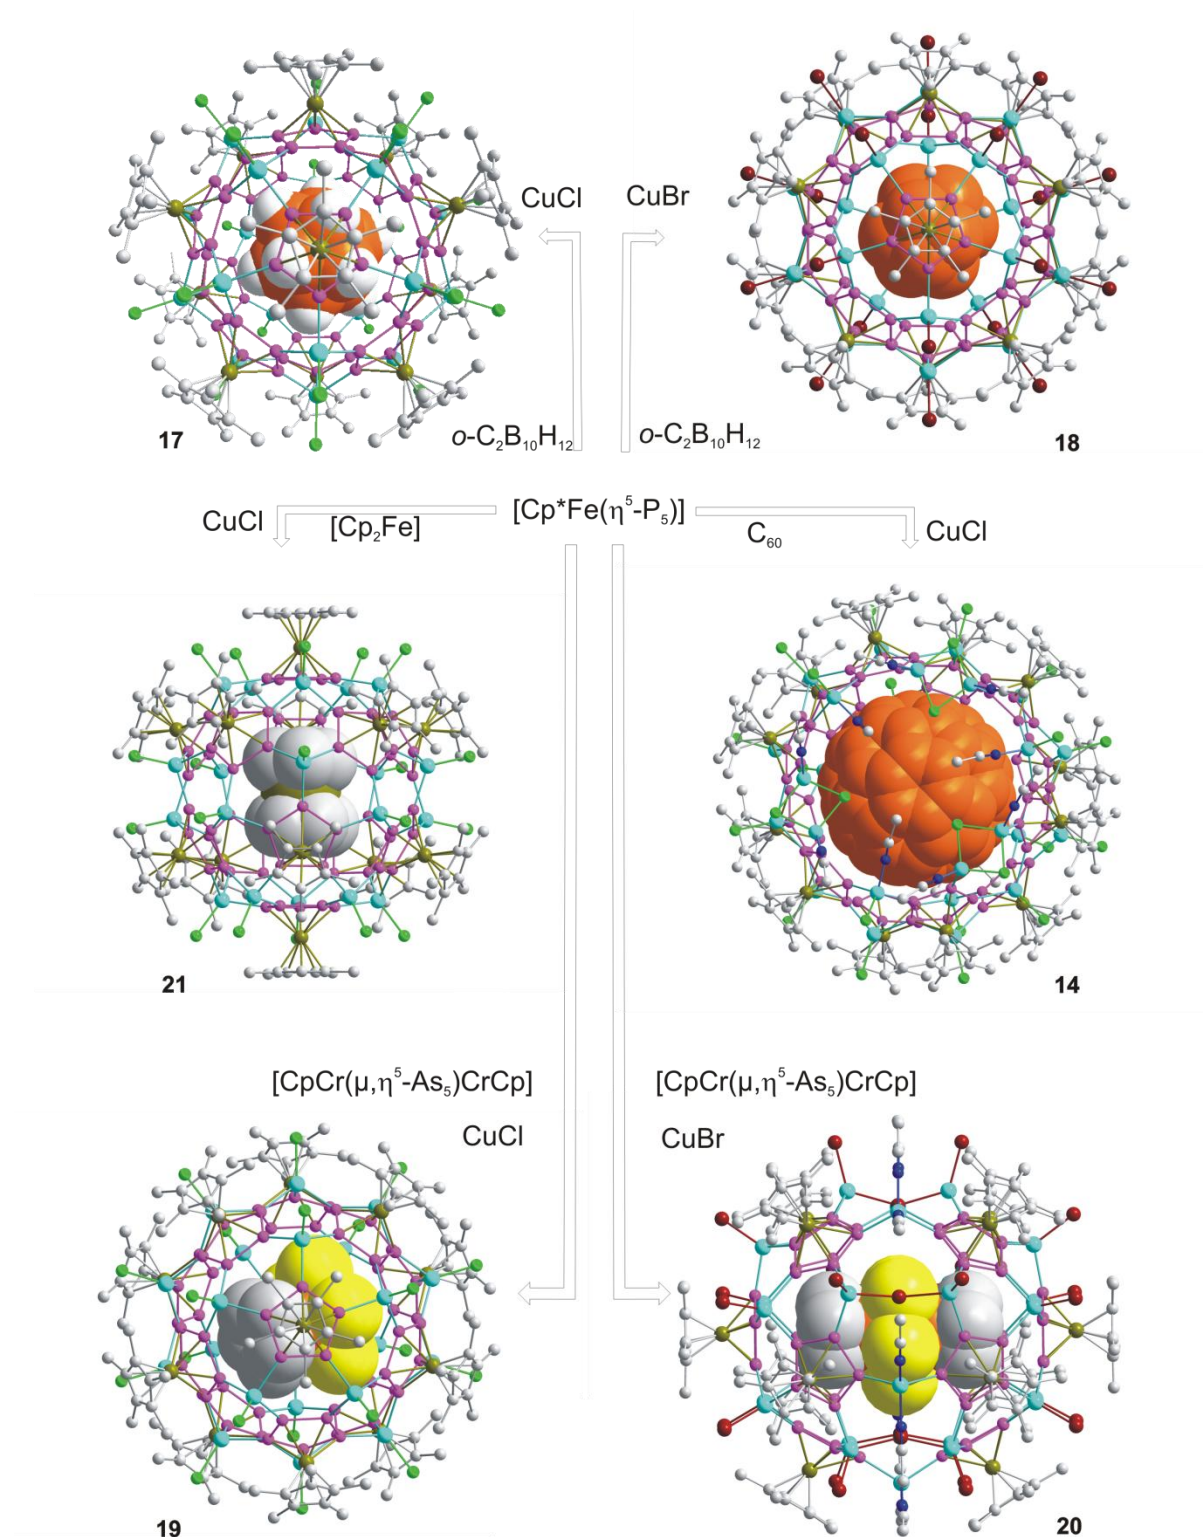 CuCl CuBr
o-C₂B₁₀H₁₂ o-C₂B₁₀H₁₂
17 18
[Cp*Fe(η⁵-P₅)]
CuCl [Cp₂Fe] C₆₀ CuCl
21 14
[CpCr(µ,η⁵-As₅)CrCp] [CpCr(µ,η⁵-As₅)CrCp]
CuCl CuBr
19 20